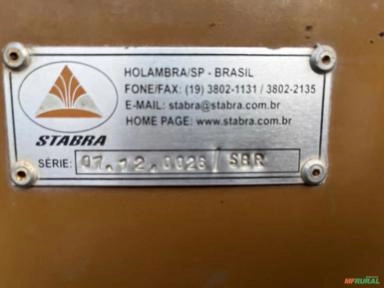 HOLAMBRA/SP - BRASIL
FONE/FAX: (19) 3802-1131 / 3802-2135
E-MAIL: stabra@stabra.com.br
HOME PAGE: www.stabra.com.br
STABRA
SÉRIE: 07.12.0028/SBR
MFRURAL